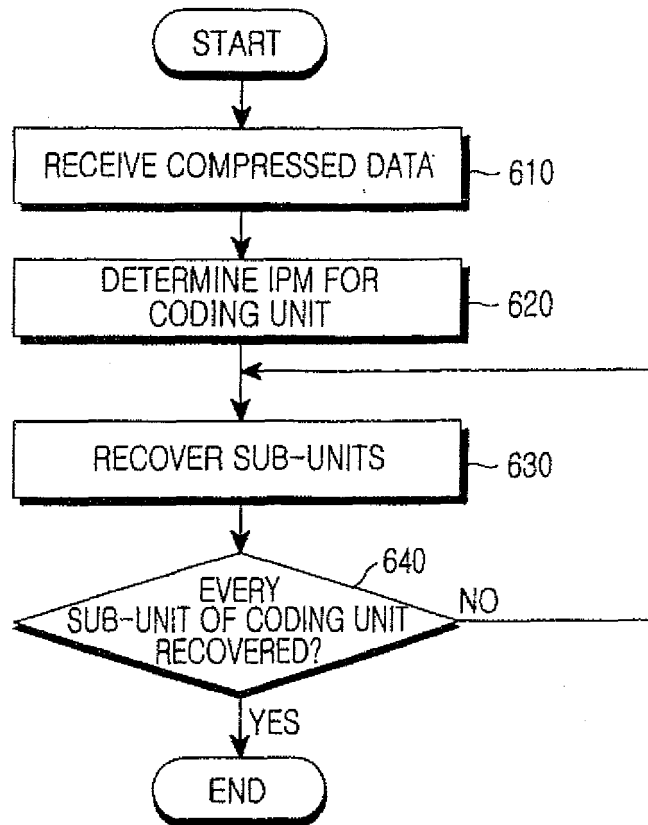 START
RECEIVE COMPRESSED DATA
610
DETERMINE IPM FOR
CODING UNIT
620
RECOVER SUB-UNITS
630
640
EVERY
SUB-UNIT OF CODING UNIT
RECOVERED?
NO
YES
END